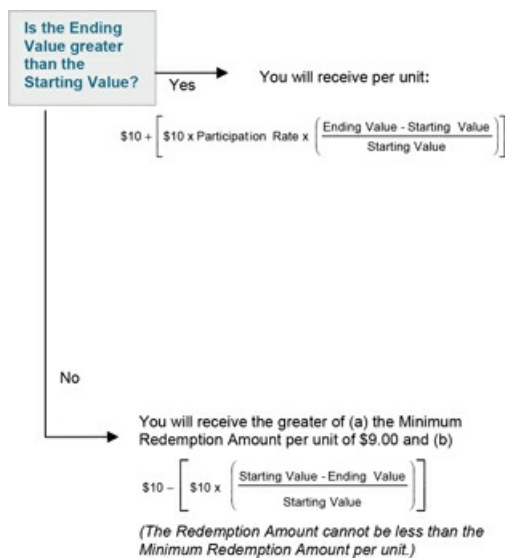 Is the Ending
Value greater
than the
Starting Value?
Yes
You will receive per unit:
$10 + [ $10 x Participation Rate x ( Ending Value - Starting Value / Starting Value ) ]
No
You will receive the greater of (a) the Minimum
Redemption Amount per unit of $9.00 and (b)
$10 – [ $10 x ( Starting Value - Ending Value / Starting Value ) ]
(The Redemption Amount cannot be less than the
Minimum Redemption Amount per unit.)